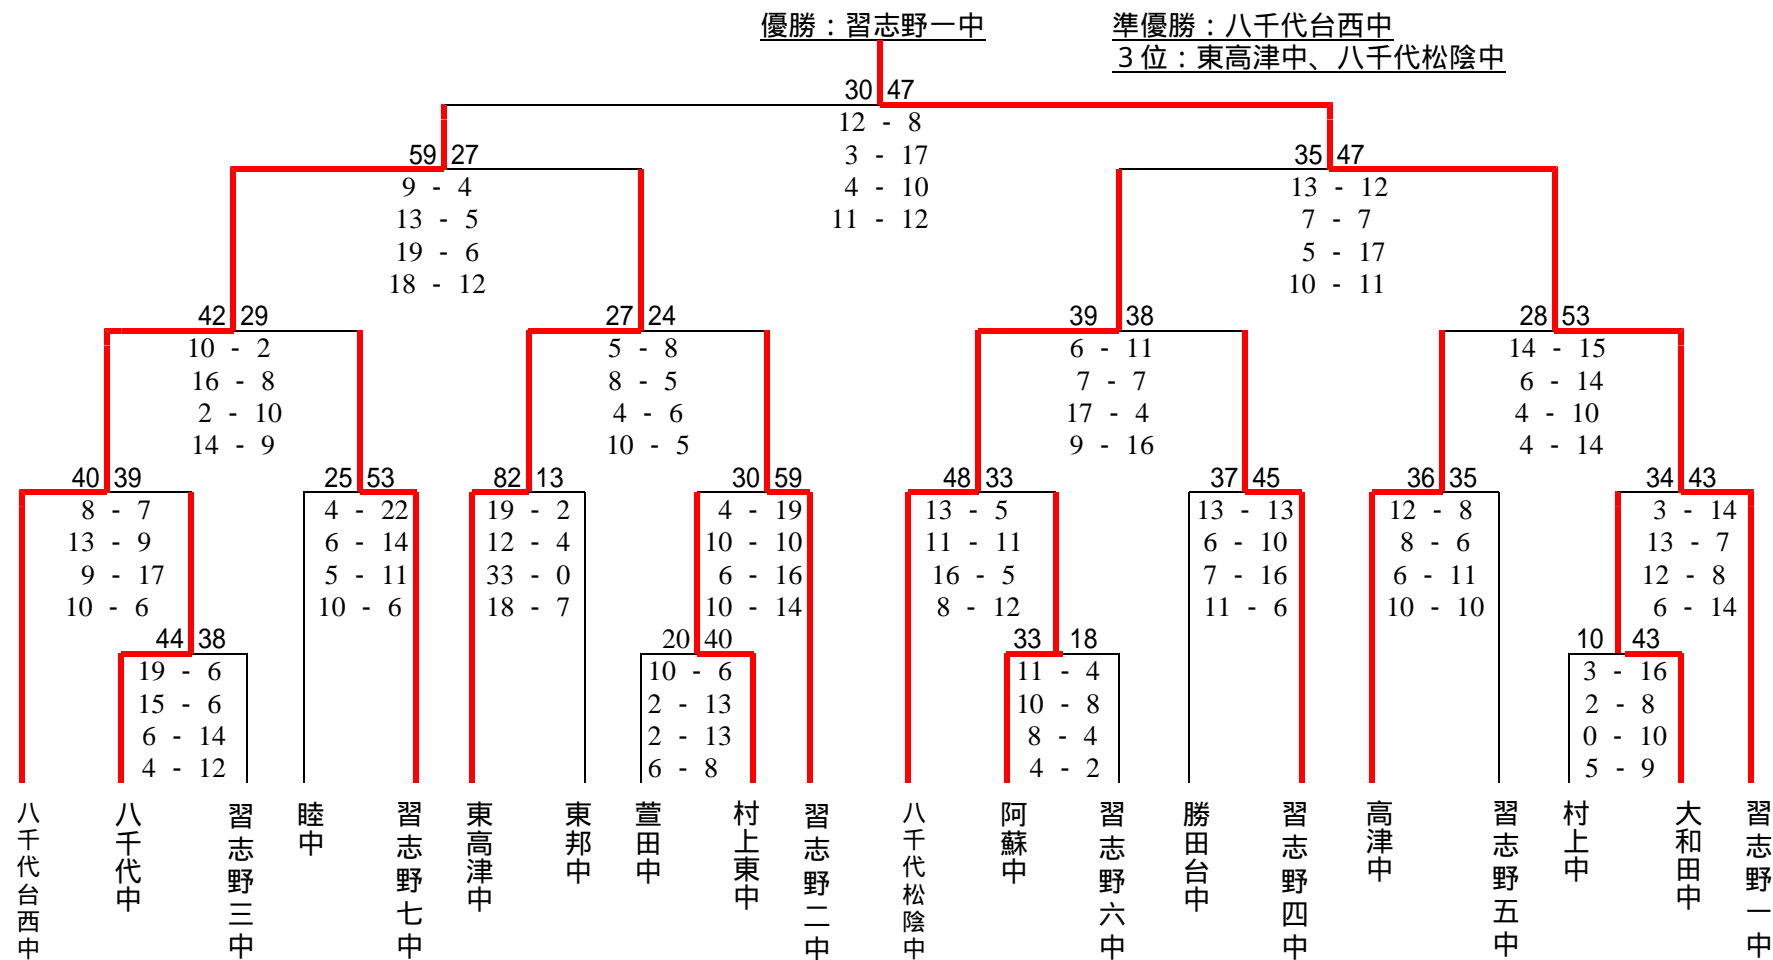 優勝：習志野一中
準優勝：八千代台西中
３位：東高津中、八千代松陰中
30 47
12 - 8
3 - 17
4 - 10
11 - 12
59 27
9 - 4
13 - 5
19 - 6
18 - 12
35 47
13 - 12
7 - 7
5 - 17
10 - 11
42 29
10 - 2
16 - 8
2 - 10
14 - 9
27 24
5 - 8
8 - 5
4 - 6
10 - 5
39 38
6 - 11
7 - 7
17 - 4
9 - 16
28 53
14 - 15
6 - 14
4 - 10
4 - 14
40 39
8 - 7
13 - 9
9 - 17
10 - 6
25 53
4 - 22
6 - 14
5 - 11
10 - 6
82 13
19 - 2
12 - 4
33 - 0
18 - 7
30 59
4 - 19
10 - 10
6 - 16
10 - 14
48 33
13 - 5
11 - 11
16 - 5
8 - 12
37 45
13 - 13
6 - 10
7 - 16
11 - 6
36 35
12 - 8
8 - 6
6 - 11
10 - 10
34 43
3 - 14
13 - 7
12 - 8
6 - 14
44 38
19 - 6
15 - 6
6 - 14
4 - 12
20 40
10 - 6
2 - 13
2 - 13
6 - 8
33 18
11 - 4
10 - 8
8 - 4
4 - 2
10 43
3 - 16
2 - 8
0 - 10
5 - 9
八千代台西中
八千代中
習志野三中
睦中
習志野七中
東高津中
東邦中
萱田中
村上東中
習志野二中
八千代松陰中
阿蘇中
習志野六中
勝田台中
習志野四中
高津中
習志野五中
村上中
大和田中
習志野一中